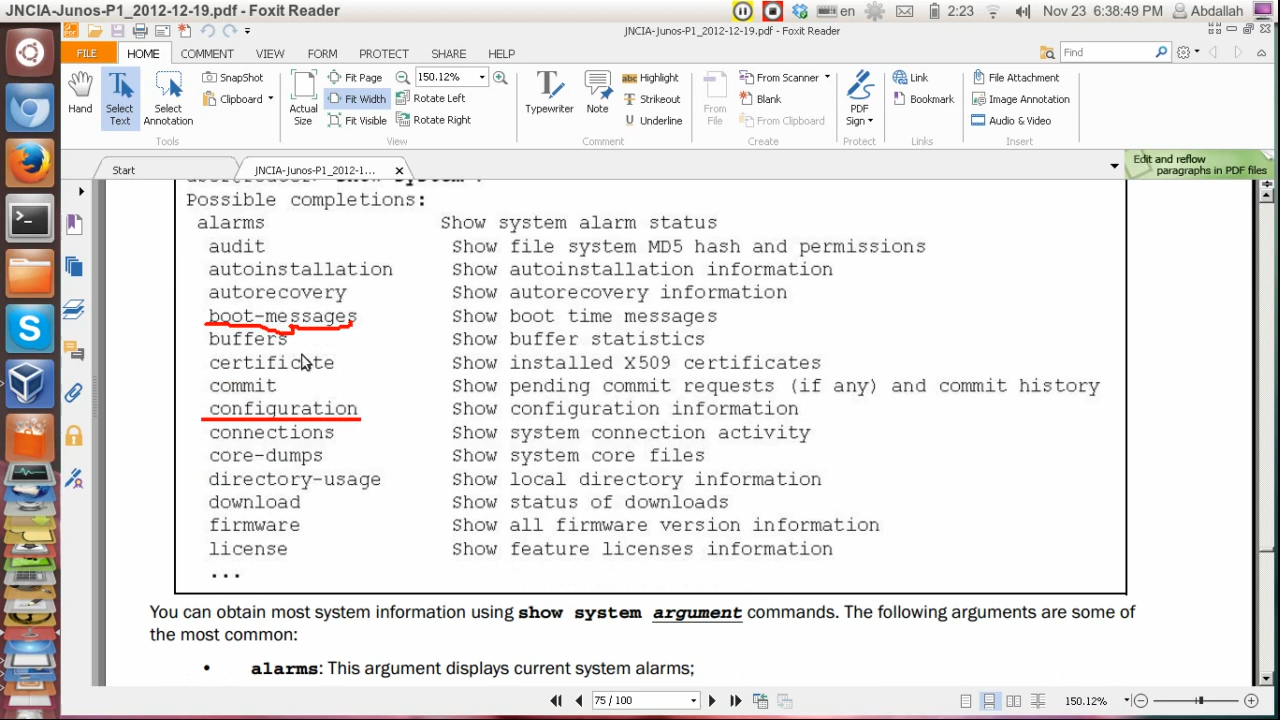 JNCIA-Junos-P1_2012-12-19.pdf - Foxit Reader
en
2:23
Nov 23 6:38:49 PM
Abdallah
JNCIA-Junos-P1_2012-12-19.pdf - Foxit Reader
FILE HOME COMMENT VIEW FORM PROTECT SHARE HELP
Find
Hand
Select Text
Select Annotation
SnapShot
Clipboard
Tools
Actual Size
Fit Page
Fit Width
Fit Visible
150.12%
Rotate Left
Rotate Right
View
Typewriter
Note
Highlight
Strikeout
Underline
Comment
From File
From Scanner
Blank
From Clipboard
Create
PDF Sign
Protect
Link
Bookmark
Links
File Attachment
Image Annotation
Audio & Video
Insert
Start
JNCIA-Junos-P1_2012-1...
Edit and reflow
paragraphs in PDF files
Possible completions:
alarms Show system alarm status
audit Show file system MD5 hash and permissions
autoinstallation Show autoinstallation information
autorecovery Show autorecovery information
boot-messages Show boot time messages
buffers Show buffer statistics
certificate Show installed X509 certificates
commit Show pending commit requests (if any) and commit history
configuration Show configuration information
connections Show system connection activity
core-dumps Show system core files
directory-usage Show local directory information
download Show status of downloads
firmware Show all firmware version information
license Show feature licenses information
...
You can obtain most system information using show system argument commands. The following arguments are some of
the most common:
• alarms: This argument displays current system alarms;
75 / 100
150.12%